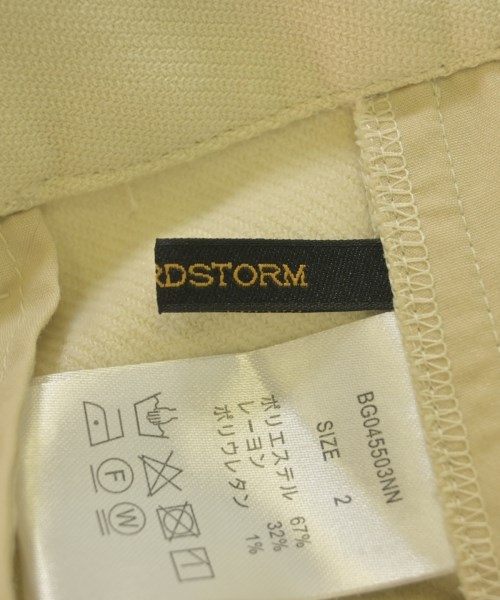 RDSTORM
BG045503NN
SIZE 2
ポリエステル 67%
レーヨン 32%
ポリウレタン 1%
F
W